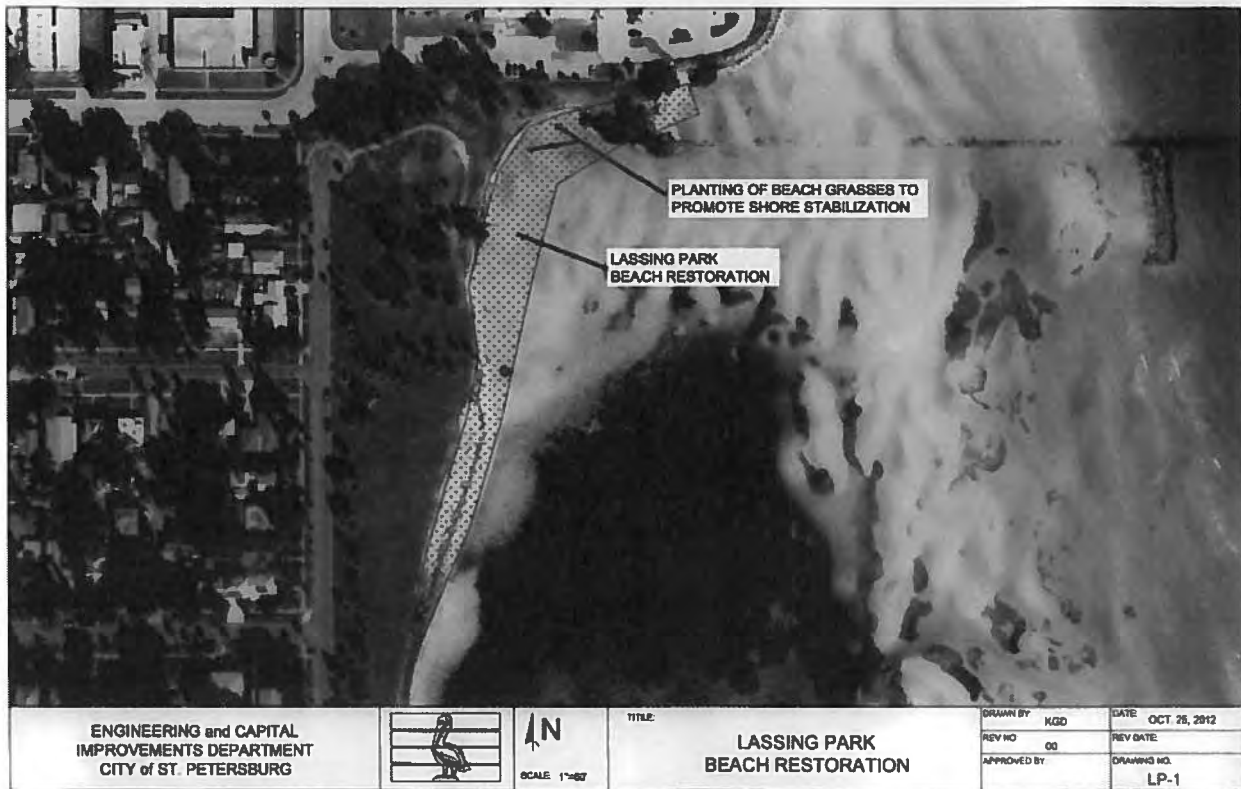 PLANTING OF BEACH GRASSES TO
PROMOTE SHORE STABILIZATION
LASSING PARK
BEACH RESTORATION
ENGINEERING and CAPITAL
IMPROVEMENTS DEPARTMENT
CITY of ST. PETERSBURG
N
SCALE
TITLE:
LASSING PARK
BEACH RESTORATION
DRAWN BY KGD
DATE: OCT. 25, 2012
REV NO 00
REV DATE:
APPROVED BY
DRAWING NO.
LP-1